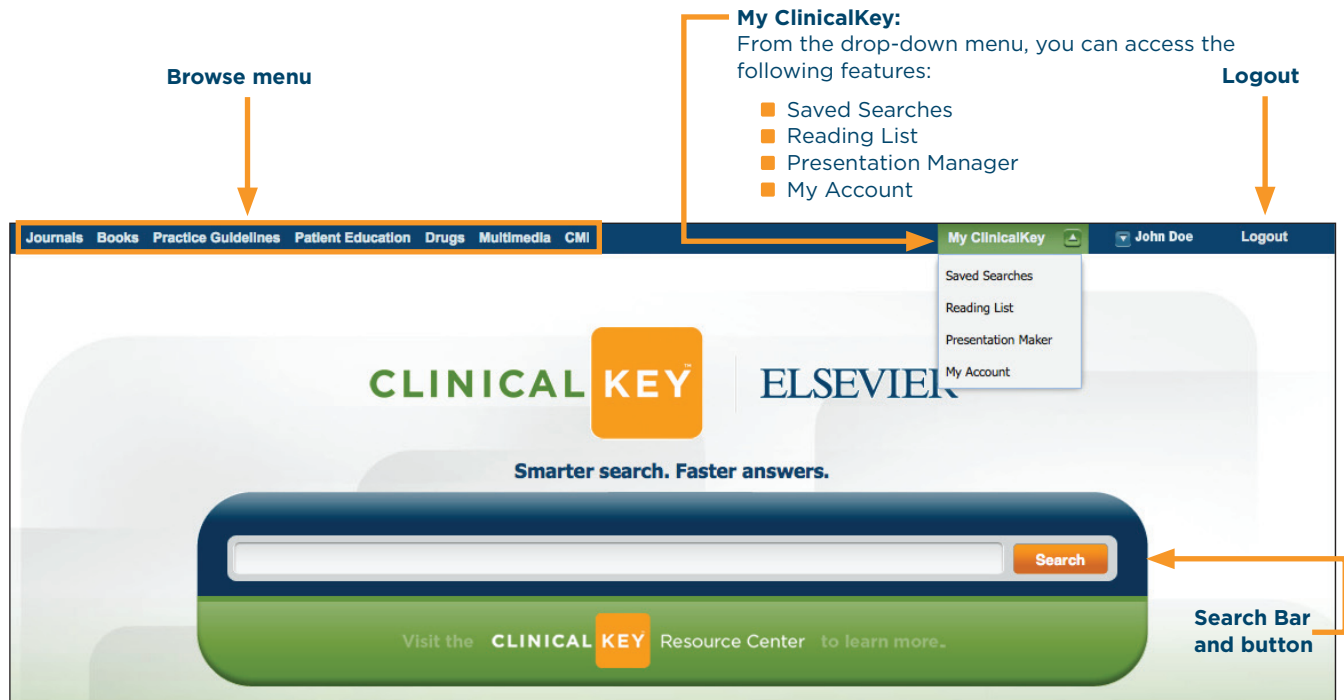 My ClinicalKey:
From the drop-down menu, you can access the
following features:
Saved Searches
Reading List
Presentation Manager
My Account
Browse menu
Logout
Journals Books Practice Guidelines Patient Education Drugs Multimedia CM
My ClinicalKey John Doe Logout
Saved Searches
Reading List
Presentation Maker
My Account
CLINICAL KEY™ ELSEVIER
Smarter search. Faster answers.
Search
Visit the CLINICAL KEY Resource Center to learn more.
Search Bar
and button